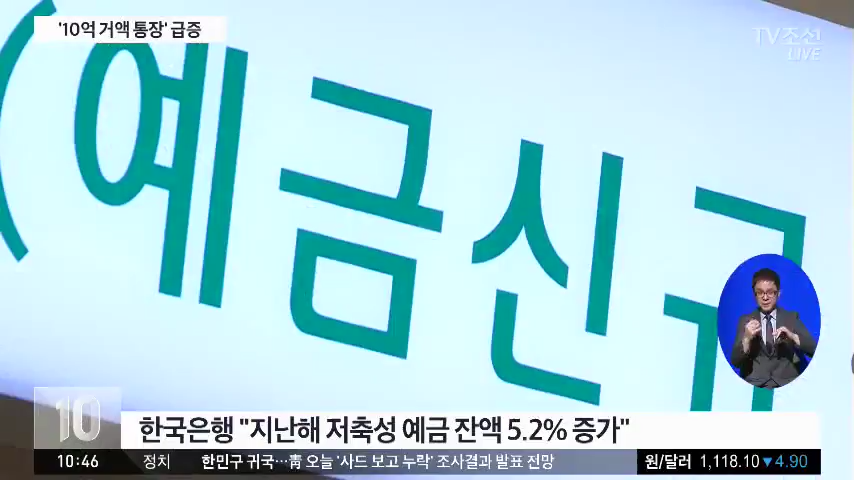 '10억 거액 통장' 급증
TV조선
LIVE
(예금신규
10
한국은행 "지난해 저축성 예금 잔액 5.2% 증가"
10:46 정치 한민구 귀국…靑 오늘 '사드 보고 누락' 조사결과 발표 전망 원/달러 1,118.10▼4.90